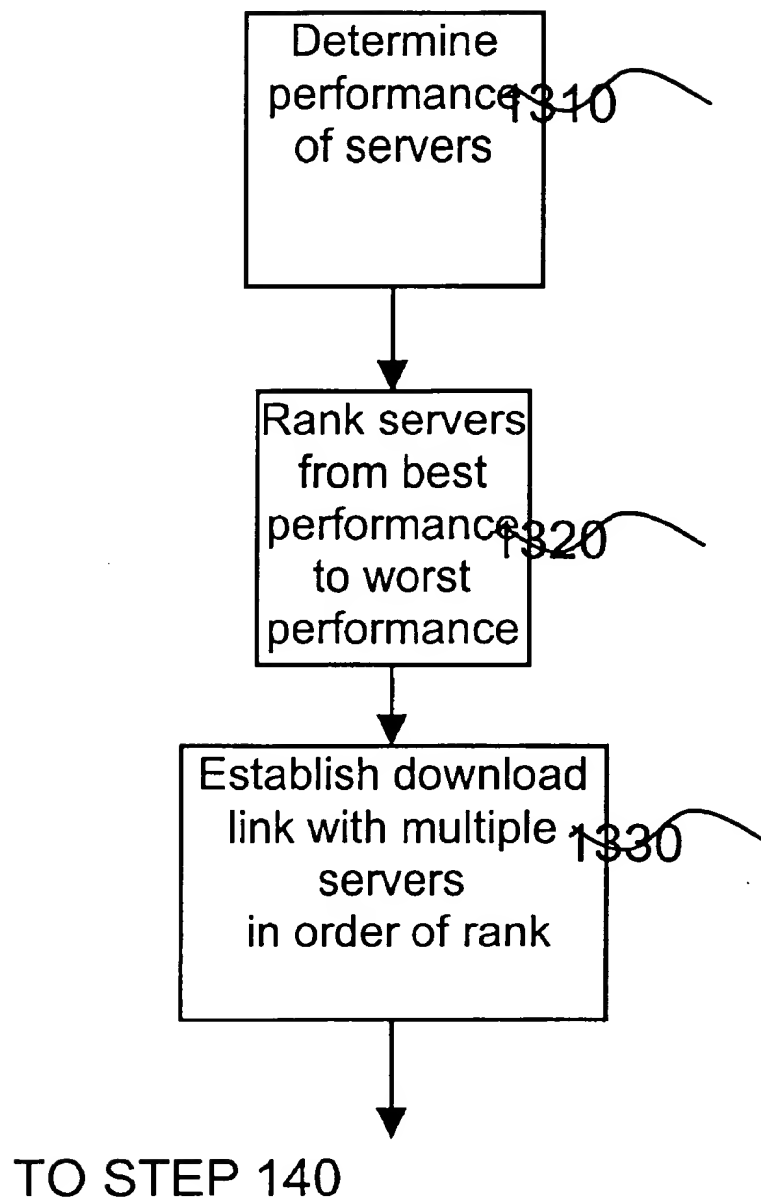 Determine
performance
of servers
1310
Rank servers
from best
performance
to worst
performance
1320
Establish download
link with multiple
servers
in order of rank
1330
TO STEP 140